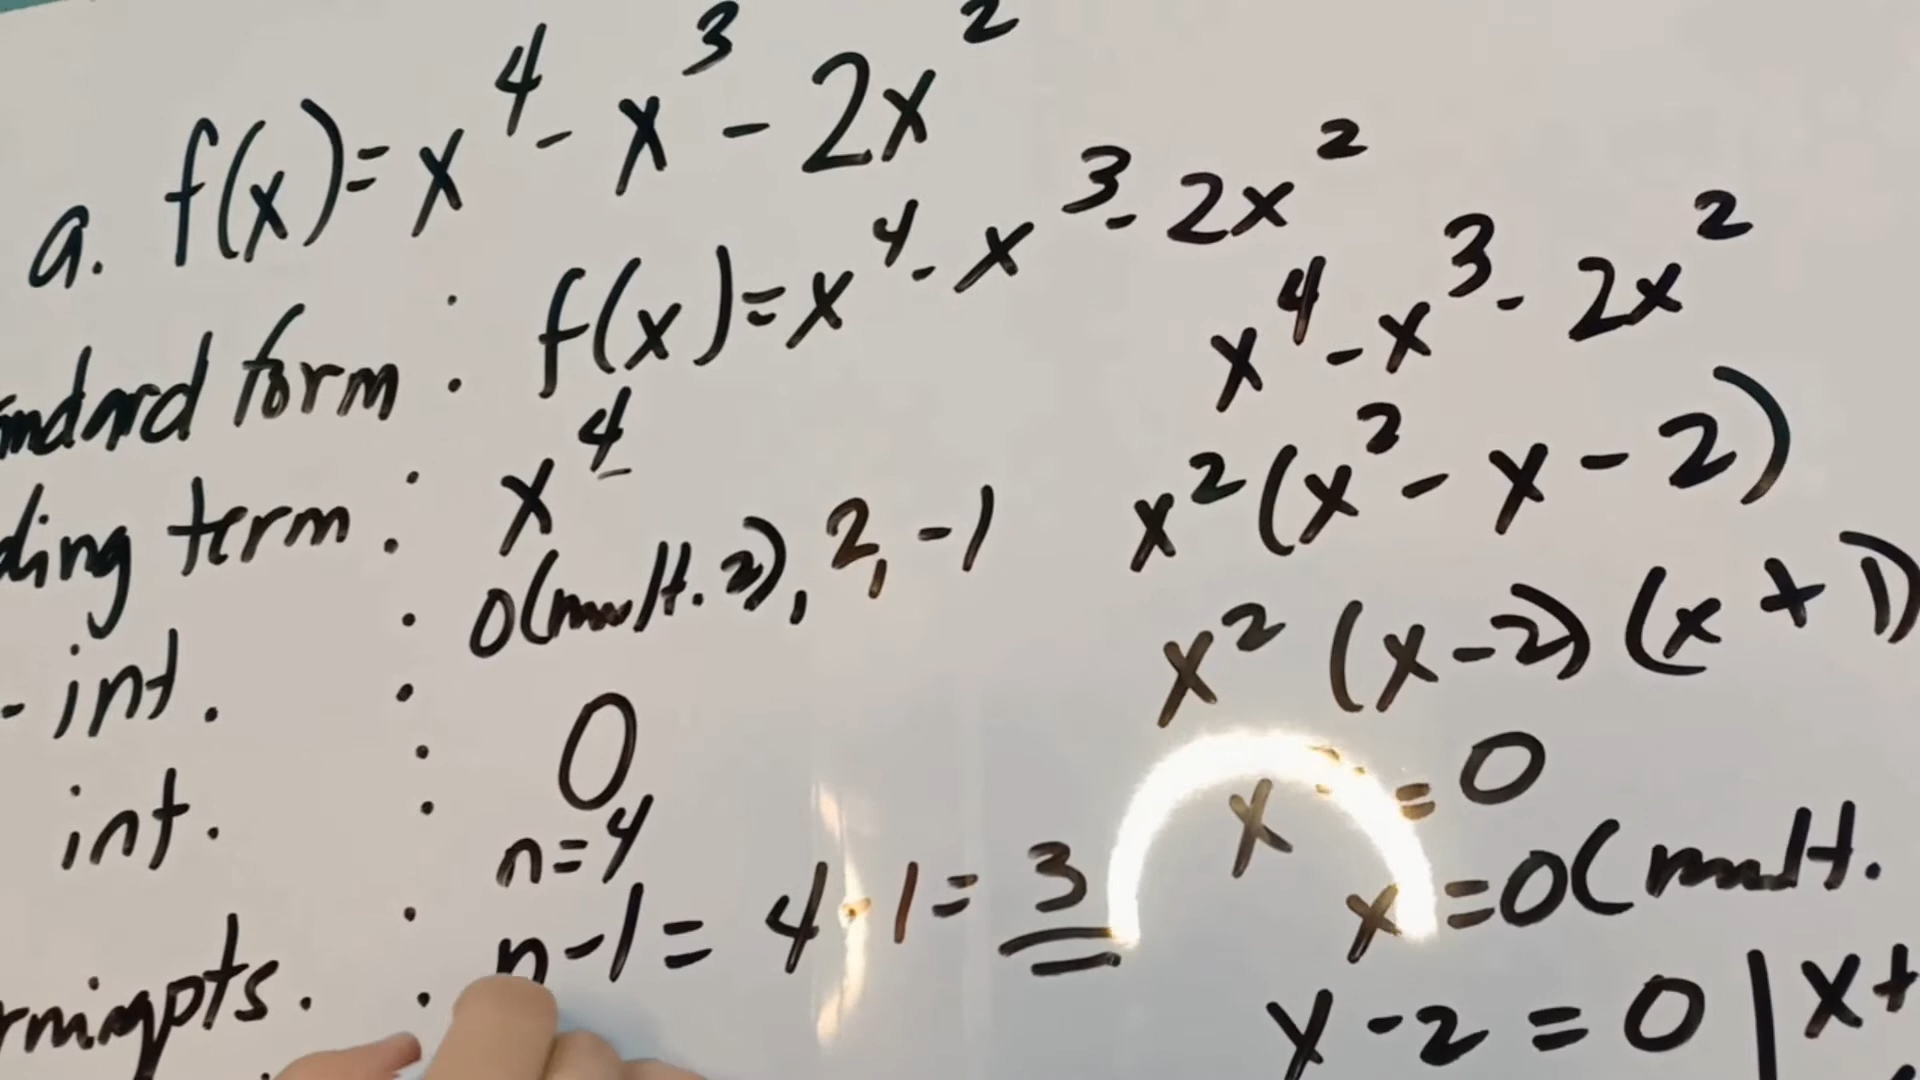 a. f(x)= x⁴ - x³ - 2x²
andard form : f(x)= x⁴ - x³ - 2x²
ding term : x⁴
- int. : 0(mult. 2), 2, -1
int. : 0
n=4
rningpts. : n-1 = 4-1 = 3
x⁴ - x³ - 2x²
x²(x² - x - 2)
x² (x-2) (x+1)
x = 0
x =0(mult.
x-2 = 0 | x+